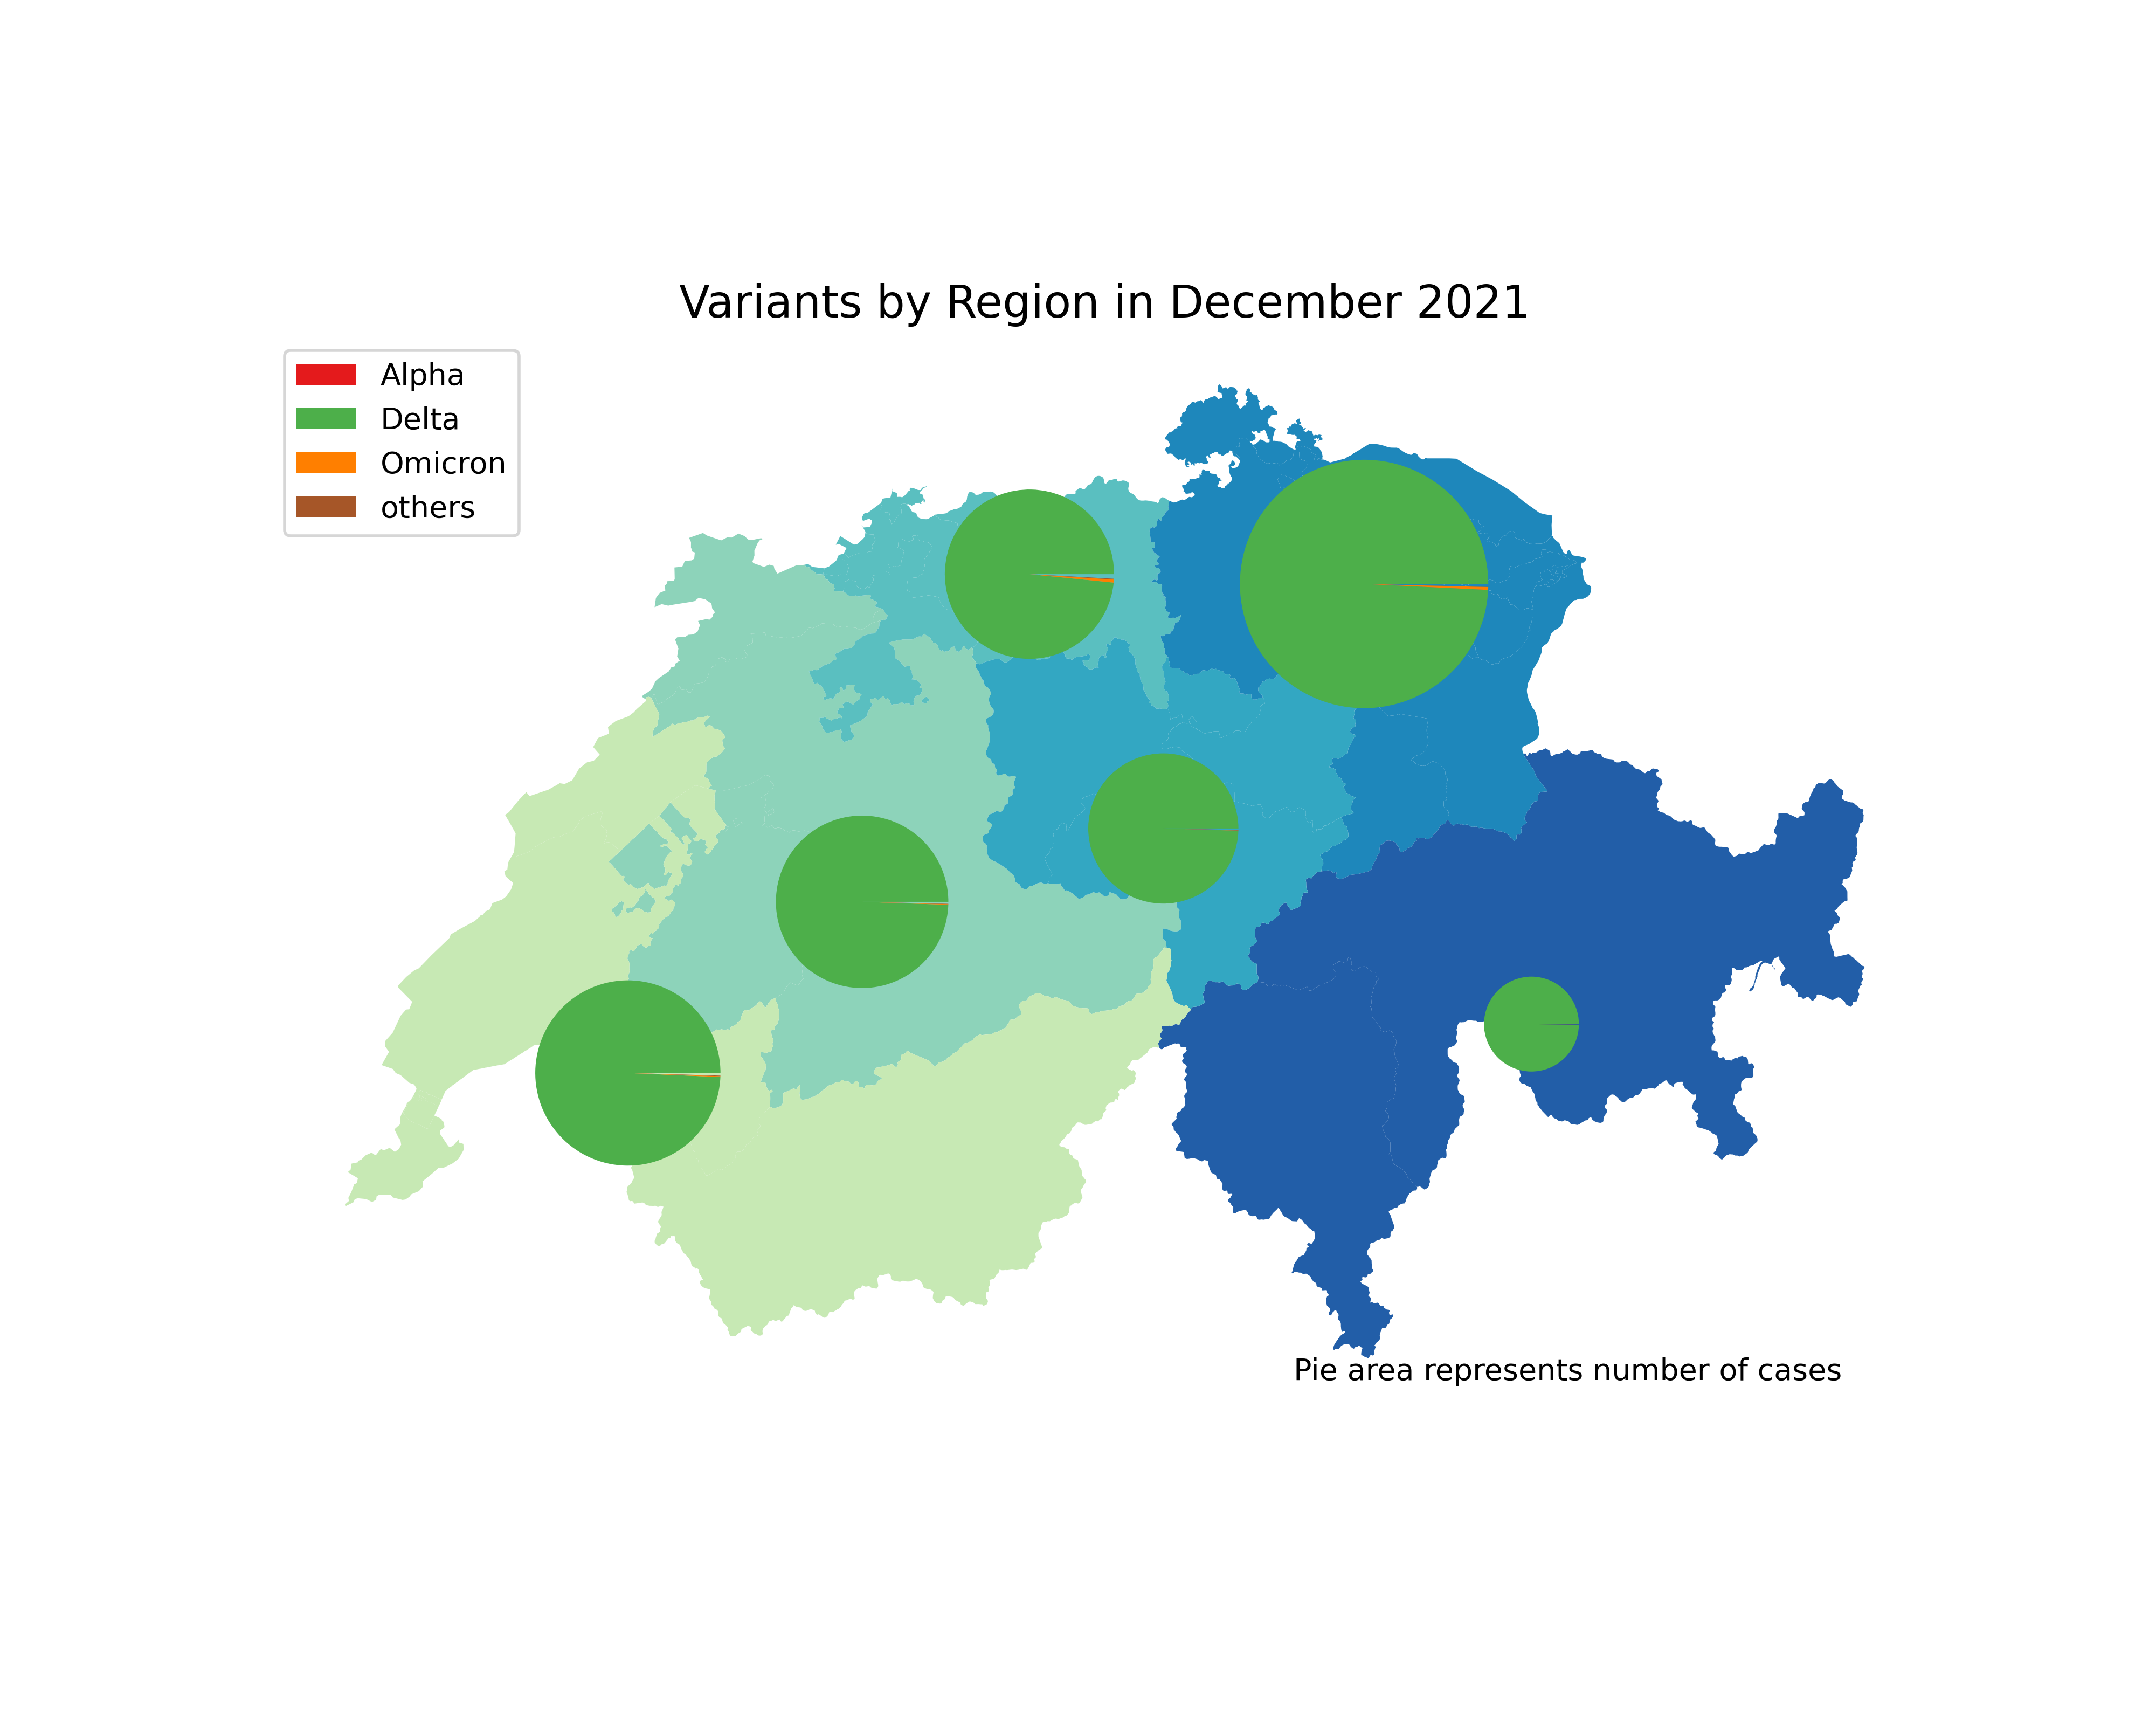 Variants by Region in December 2021
Alpha
Delta
Omicron
others
Pie area represents number of cases